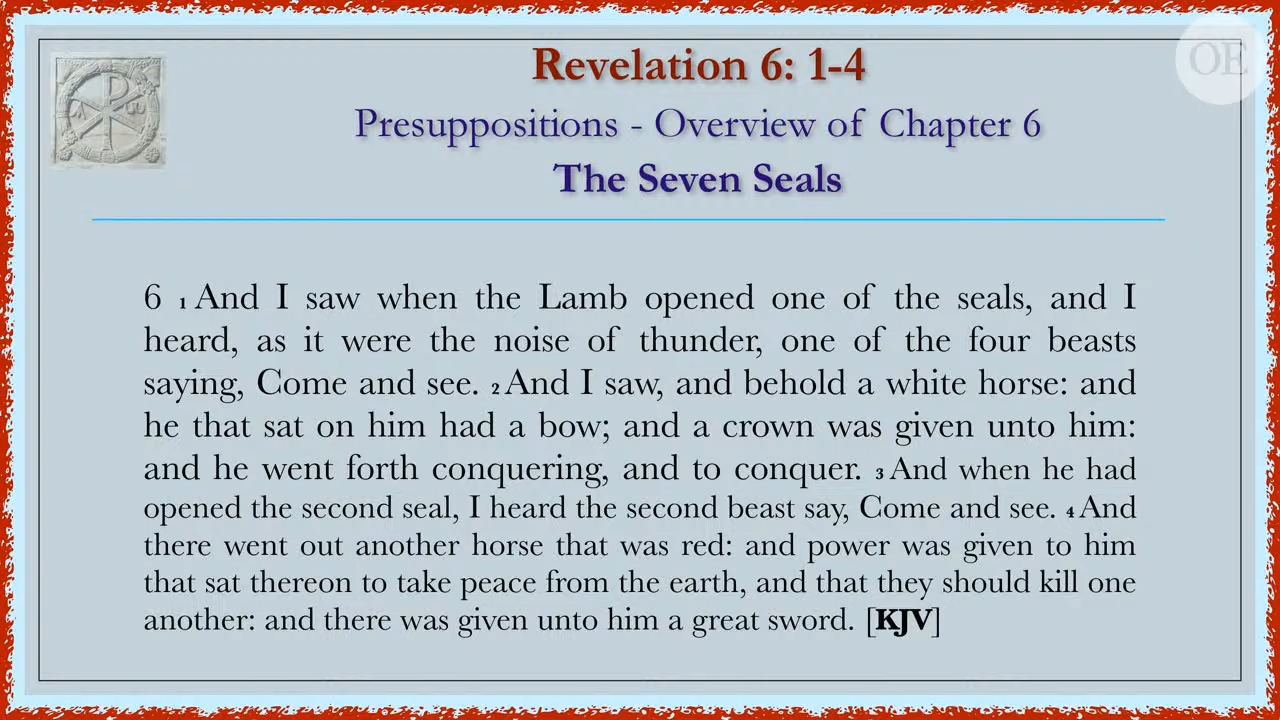 OE
Revelation 6: 1-4
Presuppositions - Overview of Chapter 6
The Seven Seals
6 1 And I saw when the Lamb opened one of the seals, and I
heard, as it were the noise of thunder, one of the four beasts
saying, Come and see. 2 And I saw, and behold a white horse: and
he that sat on him had a bow; and a crown was given unto him:
and he went forth conquering, and to conquer. 3 And when he had
opened the second seal, I heard the second beast say, Come and see. 4 And
there went out another horse that was red: and power was given to him
that sat thereon to take peace from the earth, and that they should kill one
another: and there was given unto him a great sword. [KJV]